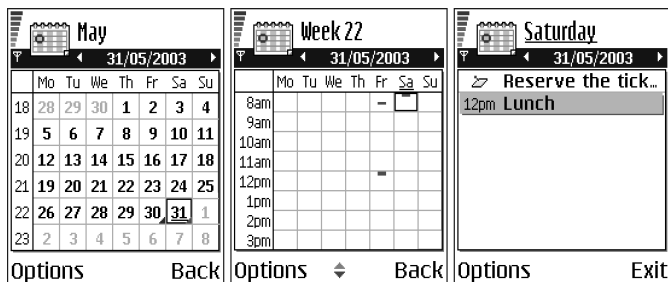 May
31/05/2003
Mo Tu We Th Fr Sa Su
18 28 29 30 1 2 3 4
19 5 6 7 8 9 10 11
20 12 13 14 15 16 17 18
21 19 20 21 22 23 24 25
22 26 27 28 29 30 31 1
23 2 3 4 5 6 7 8
Options Back
Week 22
31/05/2003
Mo Tu We Th Fr Sa Su
8am
9am
10am
11am
12pm
1pm
2pm
3pm
Options Back
Saturday
31/05/2003
Reserve the tick...
12pm Lunch
Options Exit